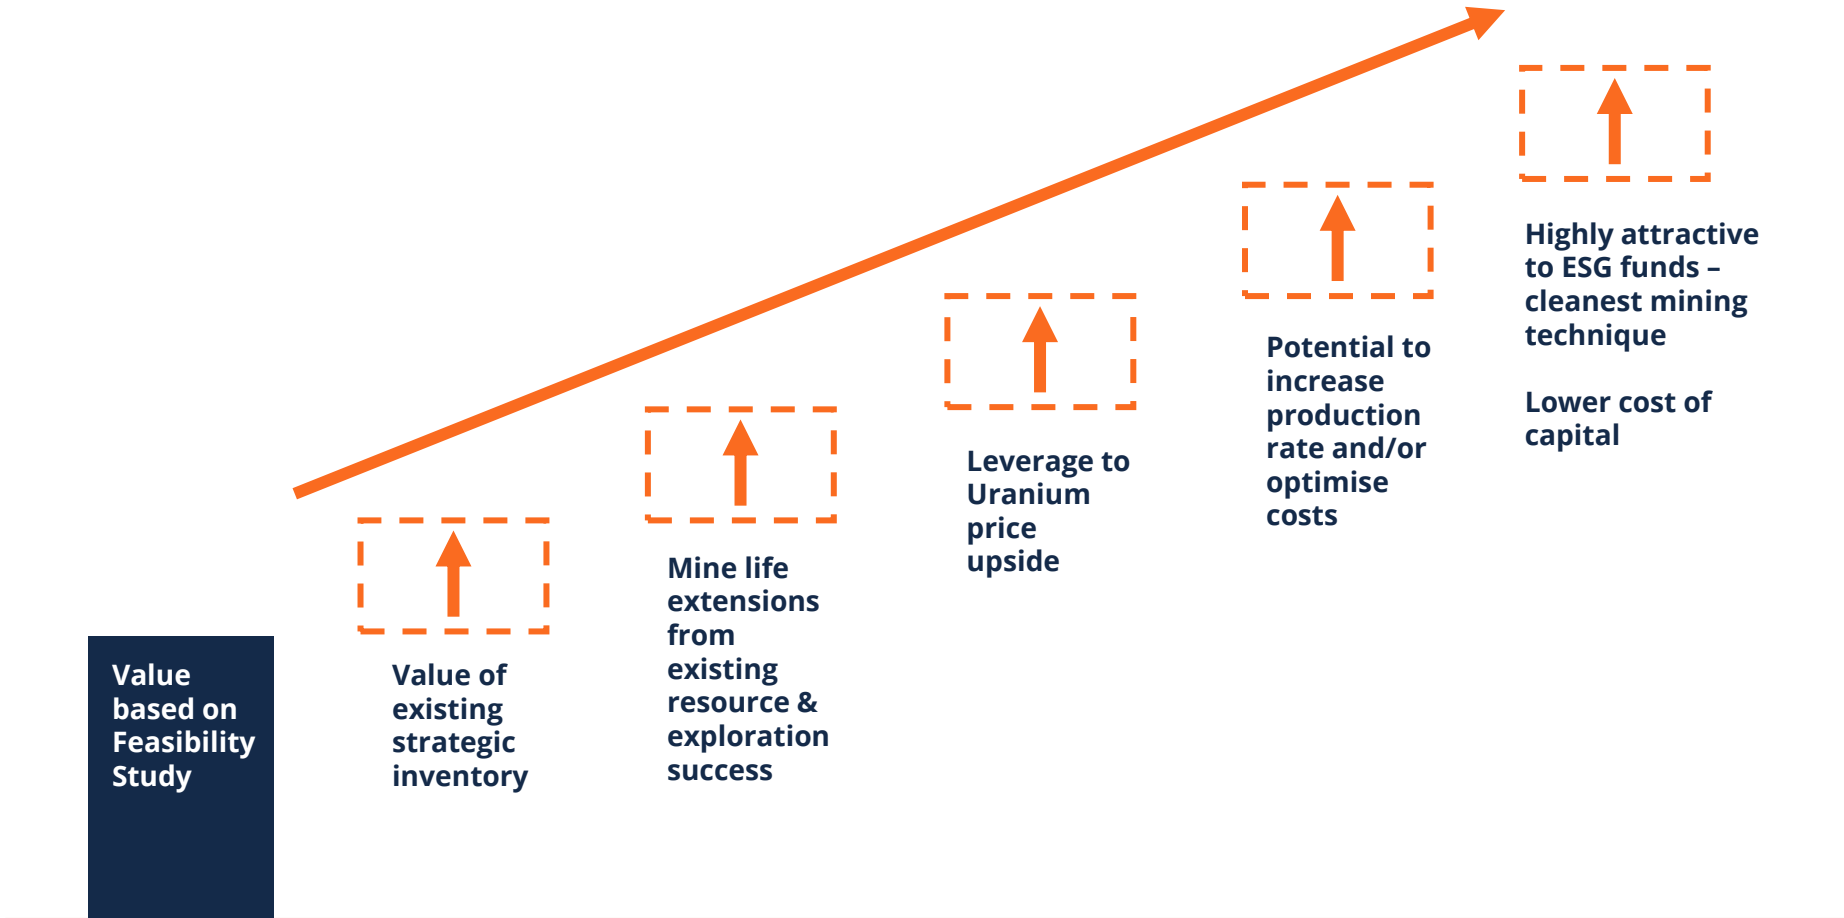 Value
based on
Feasibility
Study
Value of
existing
strategic
inventory
Mine life
extensions
from
existing
resource &
exploration
success
Leverage to
Uranium
price
upside
Potential to
increase
production
rate and/or
optimise
costs
Highly attractive
to ESG funds –
cleanest mining
technique
Lower cost of
capital